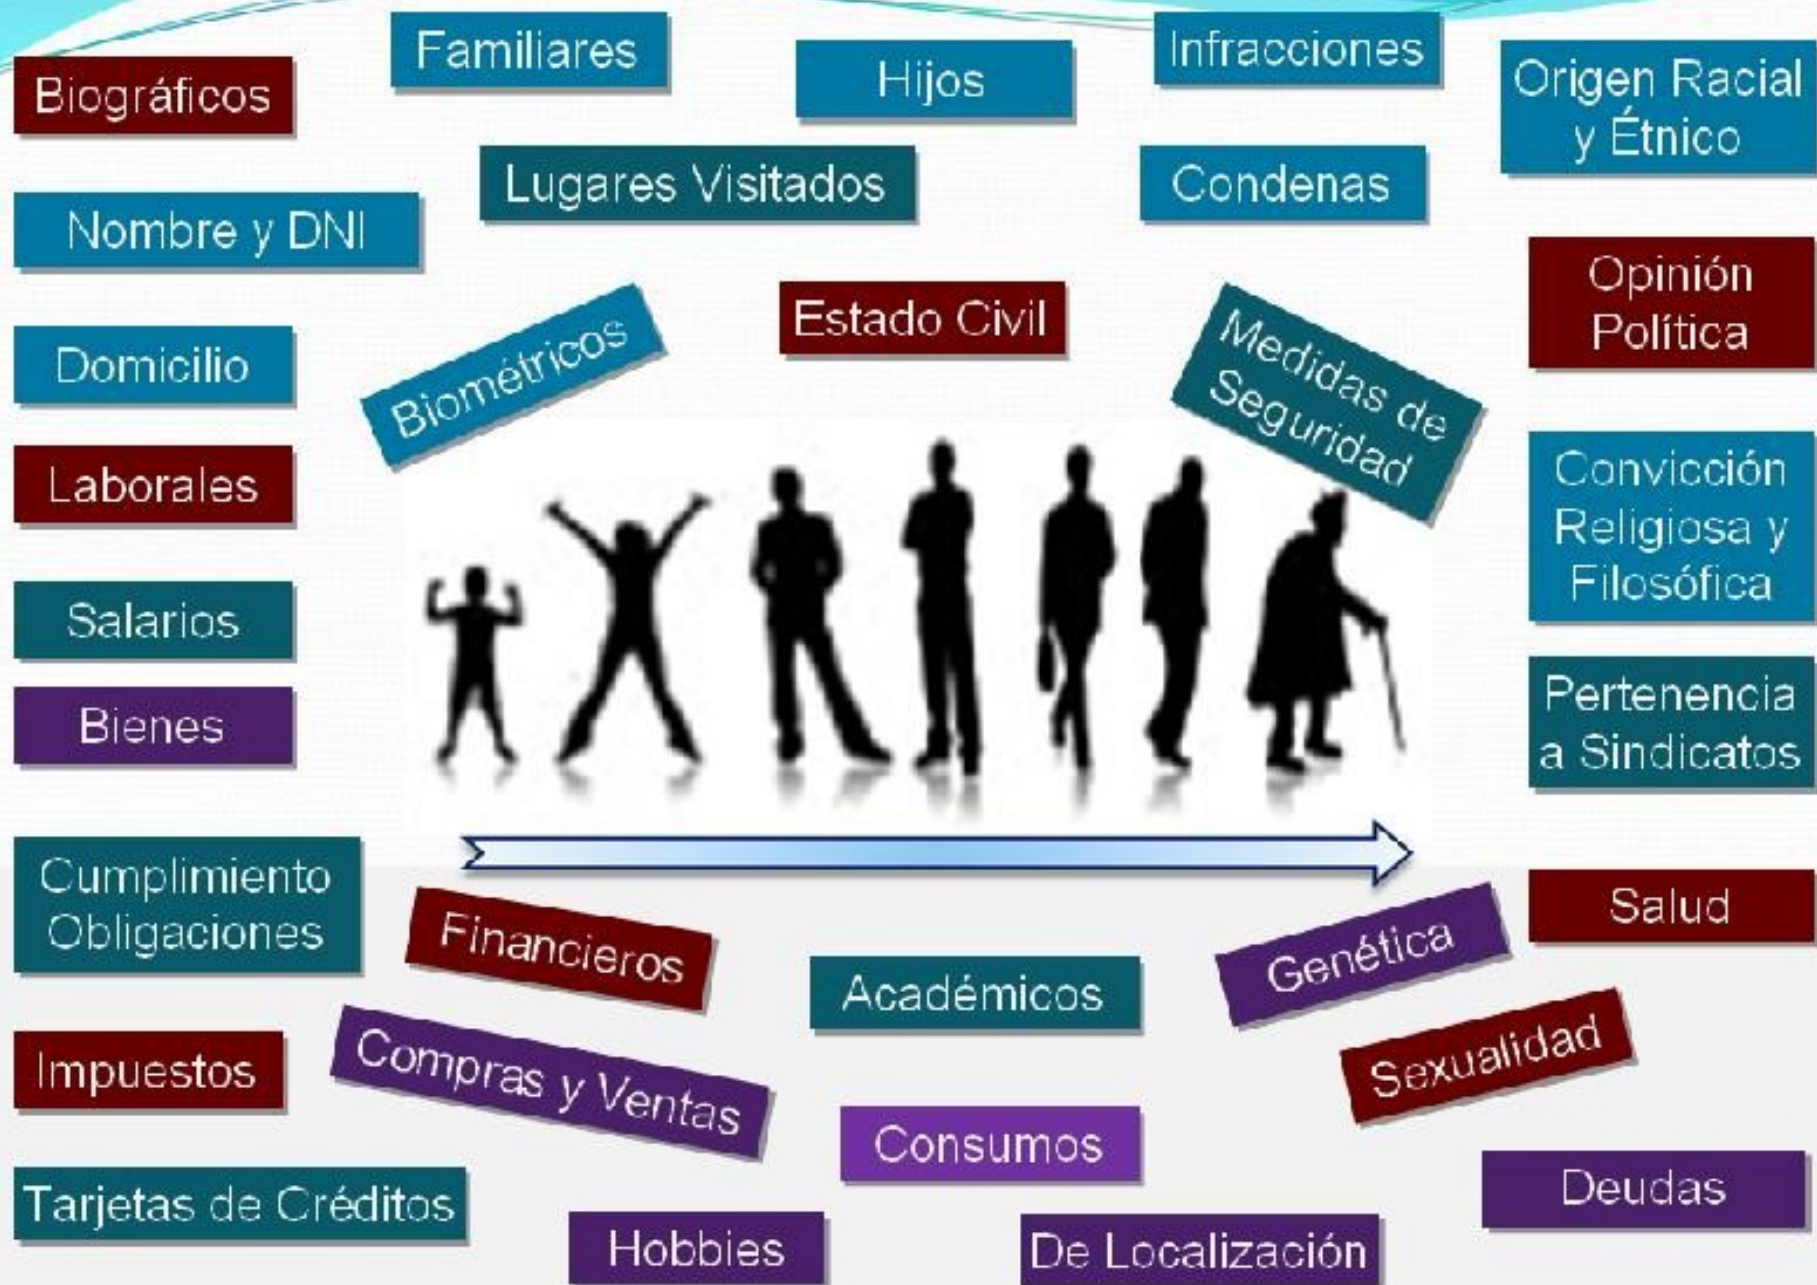 Familiares
Hijos
Infracciones
Origen Racial
y Étnico
Biográficos
Lugares Visitados
Condenas
Nombre y DNI
Opinión
Política
Estado Civil
Medidas de
Seguridad
Domicilio
Biométricos
Laborales
Convicción
Religiosa y
Filosófica
Salarios
Bienes
Pertenencia
a Sindicatos
Cumplimiento
Obligaciones
Financieros
Académicos
Genética
Salud
Impuestos
Compras y Ventas
Consumos
Sexualidad
Tarjetas de Créditos
Hobbies
De Localización
Deudas